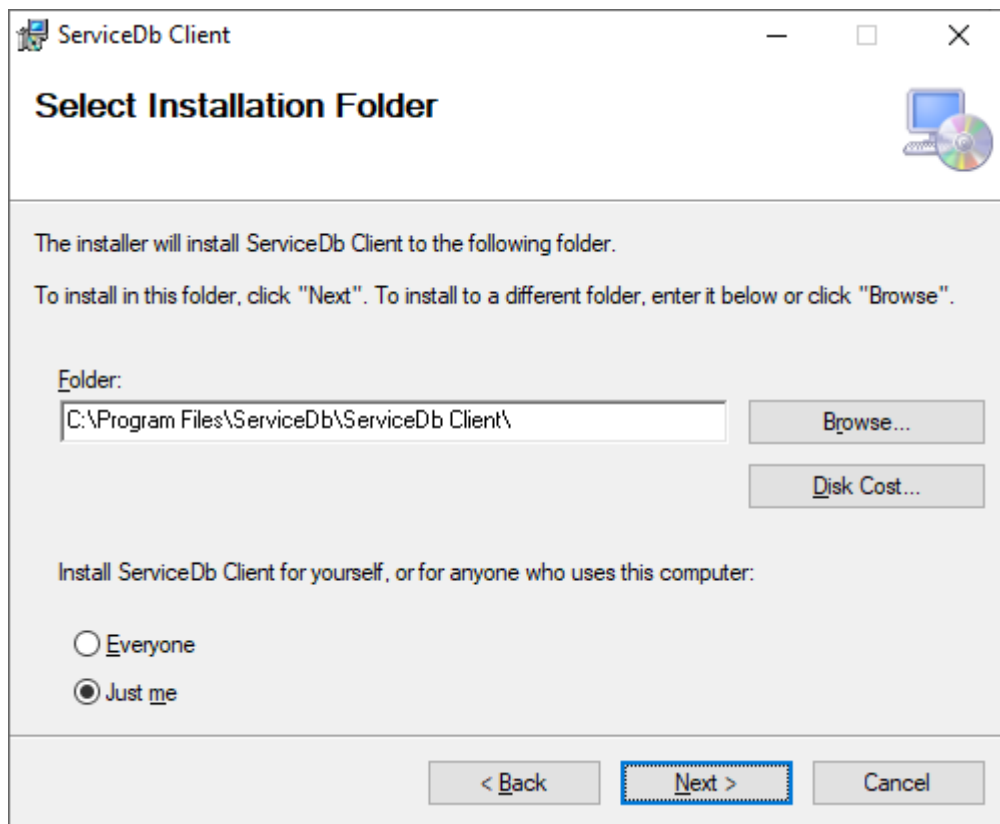 ServiceDb Client
Select Installation Folder
The installer will install ServiceDb Client to the following folder.
To install in this folder, click "Next". To install to a different folder, enter it below or click "Browse".
Folder:
C:\Program Files\ServiceDb\ServiceDb Client\
Browse...
Disk Cost...
Install ServiceDb Client for yourself, or for anyone who uses this computer:
Everyone
Just me
< Back
Next >
Cancel